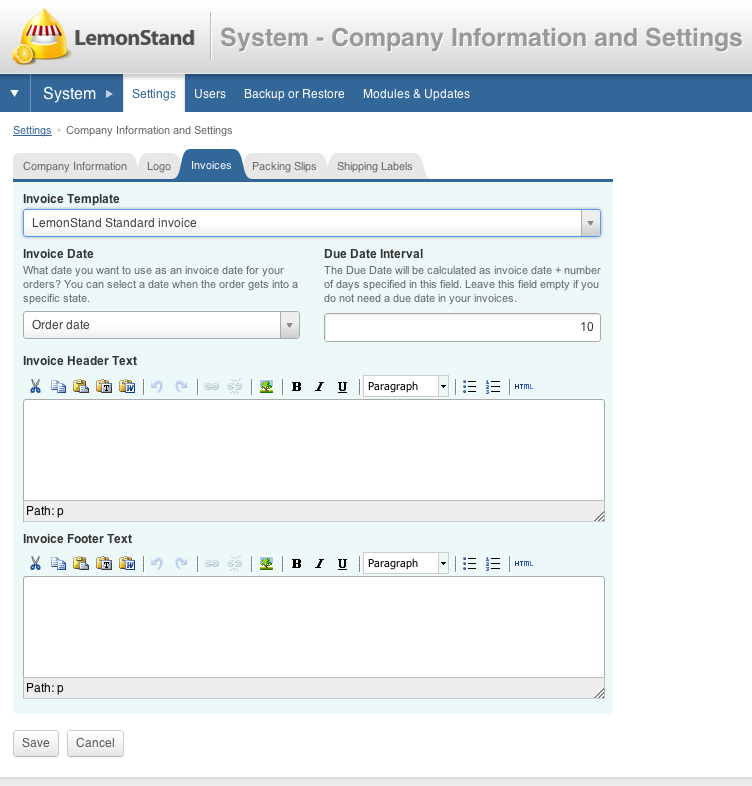 LemonStand
System - Company Information and Settings
System
Settings
Users
Backup or Restore
Modules & Updates
Settings • Company Information and Settings
Company Information
Logo
Invoices
Packing Slips
Shipping Labels
Invoice Template
LemonStand Standard invoice
Invoice Date
What date you want to use as an invoice date for your
orders? You can select a date when the order gets into a
specific state.
Order date
Due Date Interval
The Due Date will be calculated as invoice date + number
of days specified in this field. Leave this field empty if you
do not need a due date in your invoices.
10
Invoice Header Text
B I U Paragraph HTML
Path: p
Invoice Footer Text
B I U Paragraph HTML
Path: p
Save
Cancel